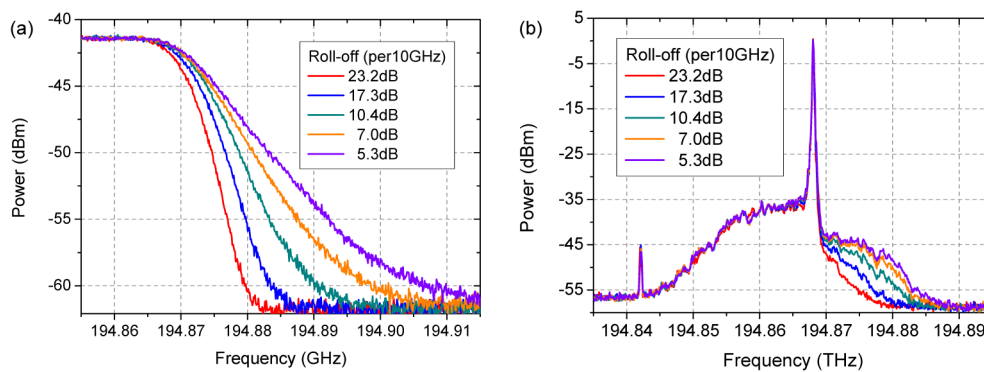 (a)
-40
-45
-50
-55
-60
Power (dBm)
Roll-off (per10GHz)
23.2dB
17.3dB
10.4dB
7.0dB
5.3dB
194.86 194.87 194.88 194.89 194.90 194.91
Frequency (GHz)
(b)
5
-5
-15
-25
-35
-45
-55
Power (dBm)
Roll-off (per10GHz)
23.2dB
17.3dB
10.4dB
7.0dB
5.3dB
194.84 194.85 194.86 194.87 194.88 194.89
Frequency (THz)